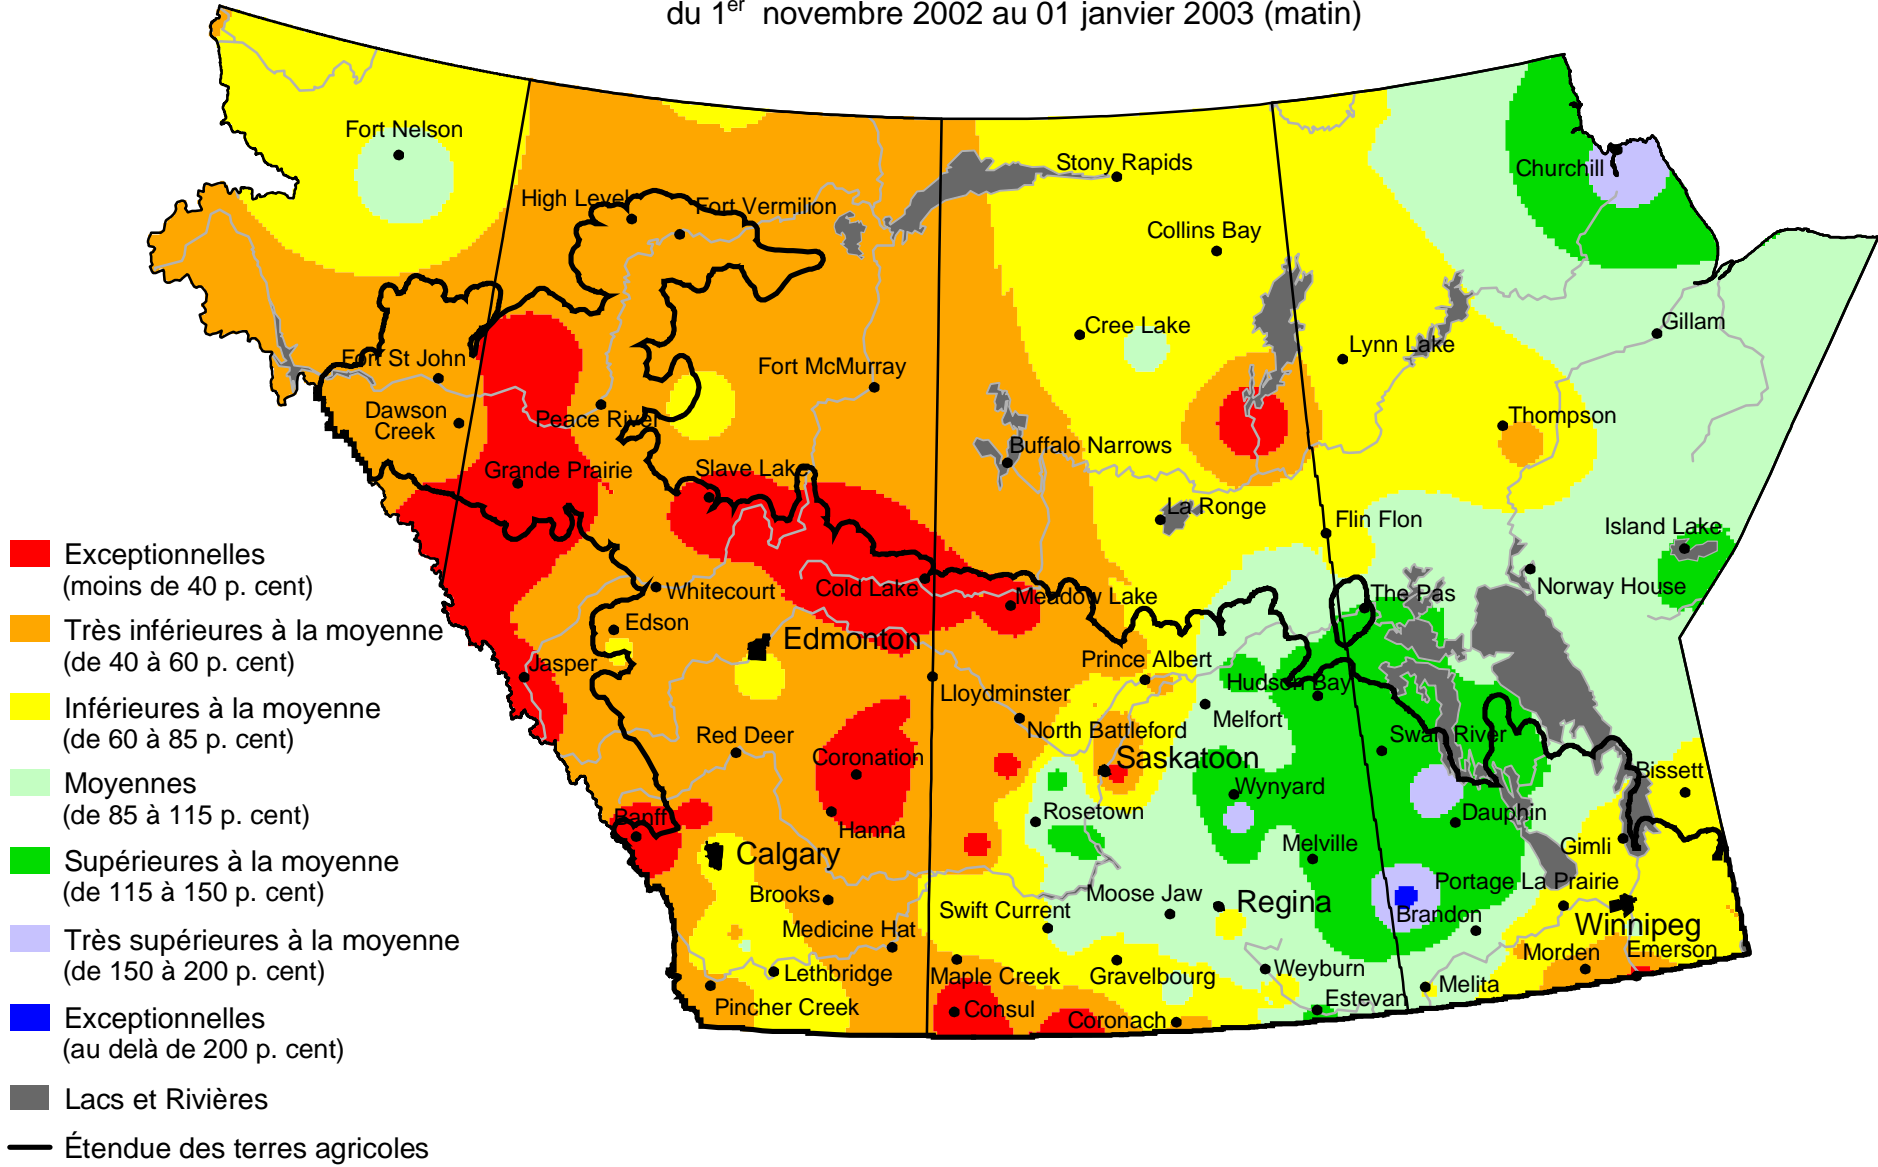 du 1er novembre 2002 au 01 janvier 2003 (matin)
Fort Nelson
Stony Rapids
Churchill
High Level
Fort Vermilion
Collins Bay
Cree Lake
Gillam
Lynn Lake
Fort St John
Fort McMurray
Dawson
Creek
Peace River
Thompson
Buffalo Narrows
Grande Prairie
Slave Lake
La Ronge
Flin Flon
Island Lake
Whitecourt
Cold Lake
Meadow Lake
The Pas
Norway House
Edson
Edmonton
Jasper
Prince Albert
Hudson Bay
Lloydminster
Melfort
North Battleford
Red Deer
Coronation
Saskatoon
Swan River
Bissett
Wynyard
Banff
Hanna
Rosetown
Dauphin
Calgary
Melville
Gimli
Brooks
Moose Jaw
Regina
Portage La Prairie
Swift Current
Brandon
Winnipeg
Medicine Hat
Morden
Emerson
Lethbridge
Maple Creek
Gravelbourg
Weyburn
Melita
Pincher Creek
Consul
Coronach
Estevan
Exceptionnelles
(moins de 40 p. cent)
Très inférieures à la moyenne
(de 40 à 60 p. cent)
Inférieures à la moyenne
(de 60 à 85 p. cent)
Moyennes
(de 85 à 115 p. cent)
Supérieures à la moyenne
(de 115 à 150 p. cent)
Très supérieures à la moyenne
(de 150 à 200 p. cent)
Exceptionnelles
(au delà de 200 p. cent)
Lacs et Rivières
Étendue des terres agricoles